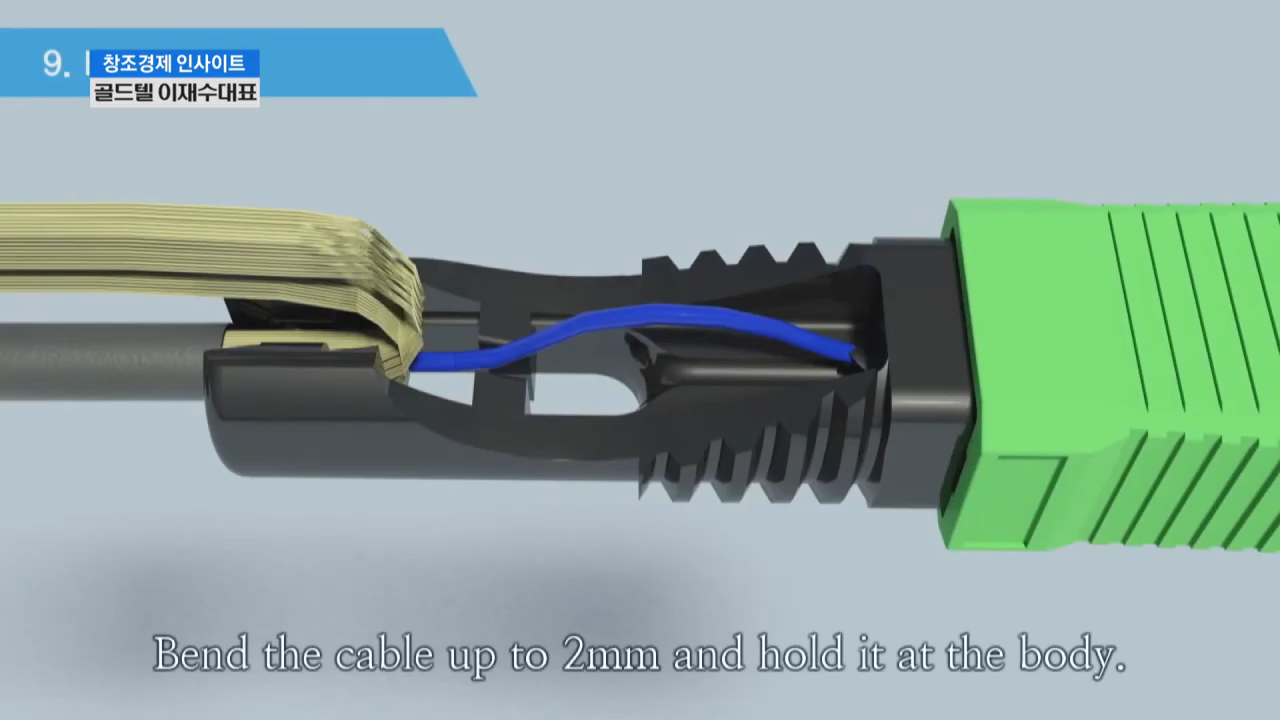 9.
창조경제 인사이트
골드텔 이재수대표
Bend the cable up to 2mm and hold it at the body.